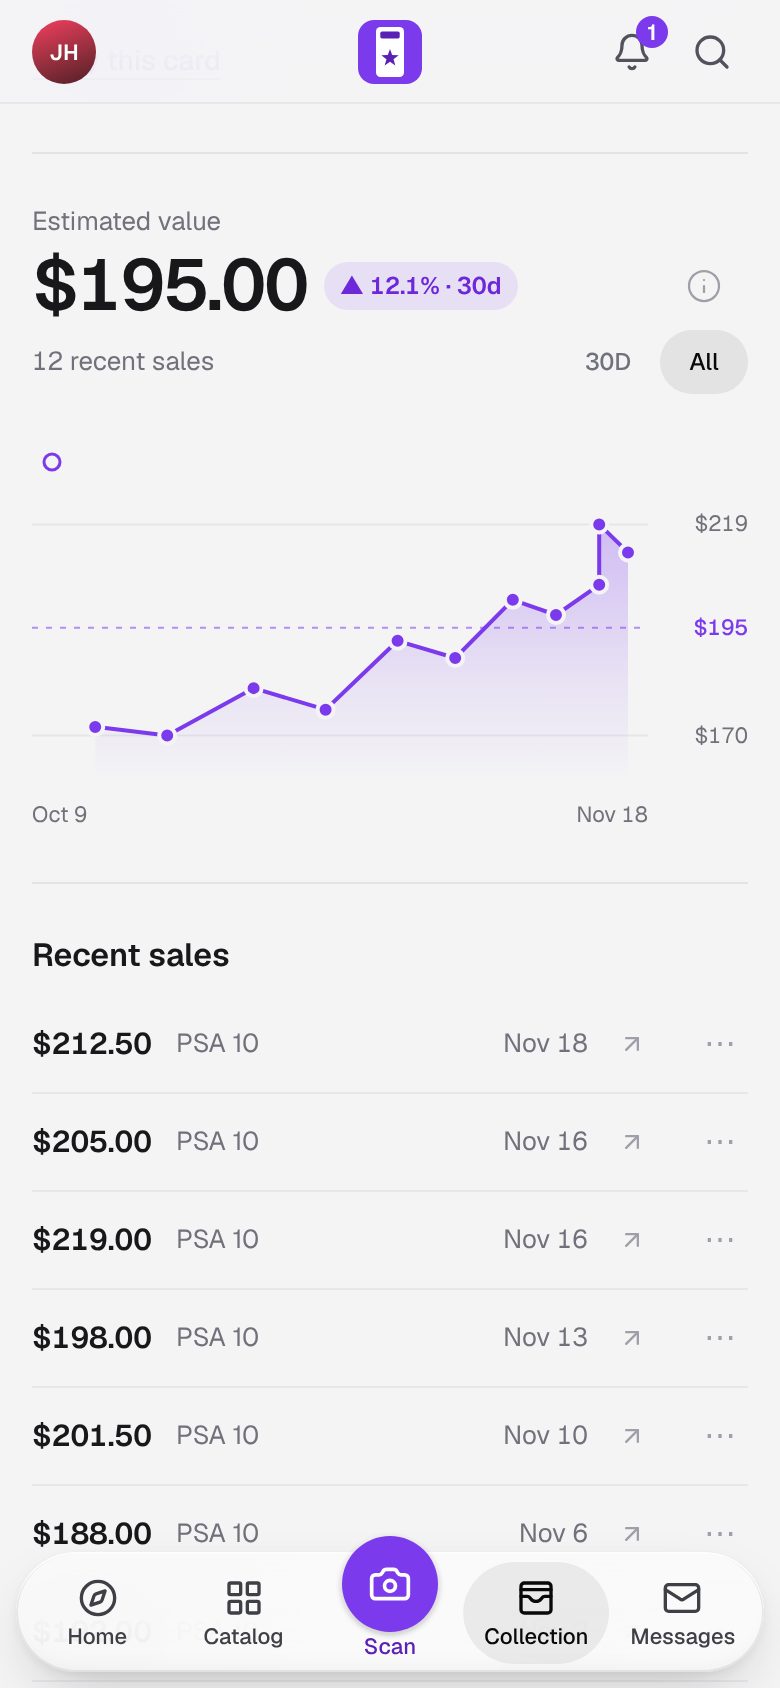 JH
this card
1
Estimated value
$195.00 ▲ 12.1% · 30d
12 recent sales
30D All
$219
$195
$170
Oct 9 Nov 18
Recent sales
$212.50 PSA 10 Nov 18
$205.00 PSA 10 Nov 16
$219.00 PSA 10 Nov 16
$198.00 PSA 10 Nov 13
$201.50 PSA 10 Nov 10
$188.00 PSA 10 Nov 6
Home Catalog Scan Collection Messages